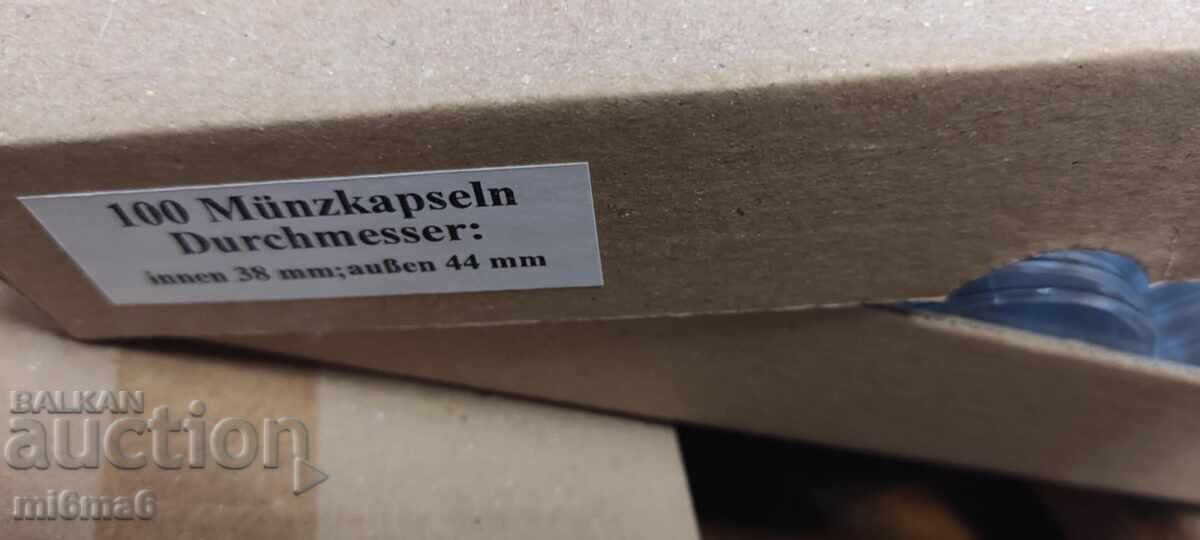 100 Münzkapseln
Durchmesser:
innen 38 mm;außen 44 mm
BALKAN
auction
mi6ma6